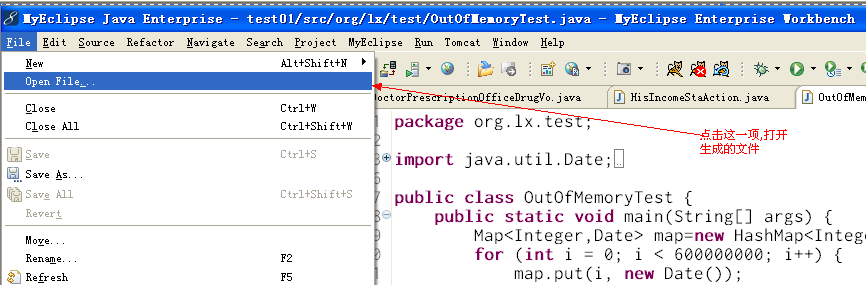 MyEclipse Java Enterprise - test01/src/org/lx/test/OutOfMemoryTest.java - MyEclipse Enterprise Workbench
File Edit Source Refactor Navigate Search Project MyEclipse Run Tomcat Window Help
New Alt+Shift+N
Open File...
Close Ctrl+W
Close All Ctrl+Shift+W
Save Ctrl+S
Save As...
Save All Ctrl+Shift+S
Revert
Move...
Rename... F2
Refresh F5
octorPrescriptionOfficeDrugVo.java HisIncomeStaAction.java OutOfMem
package org.lx.test;
点击这一项,打开
生成的文件
import java.util.Date;
public class OutOfMemoryTest {
public static void main(String[] args) {
Map<Integer,Date> map=new HashMap<Intege
for (int i = 0; i < 600000000; i++) {
map.put(i, new Date());